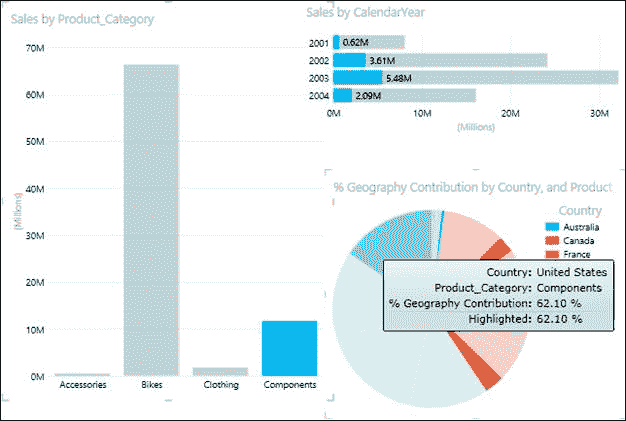 Sales by Product_Category
70M
60M
50M
40M
30M
20M
10M
0M
(Millions)
Accessories
Bikes
Clothing
Components
Sales by CalendarYear
2001
0.62M
2002
3.61M
2003
5.48M
2004
2.09M
0M
10M
20M
30M
(Millions)
% Geography Contribution by Country, and Product
Country
Australia
Canada
France
Country: United States
Product_Category: Components
% Geography Contribution: 62.10 %
Highlighted: 62.10 %